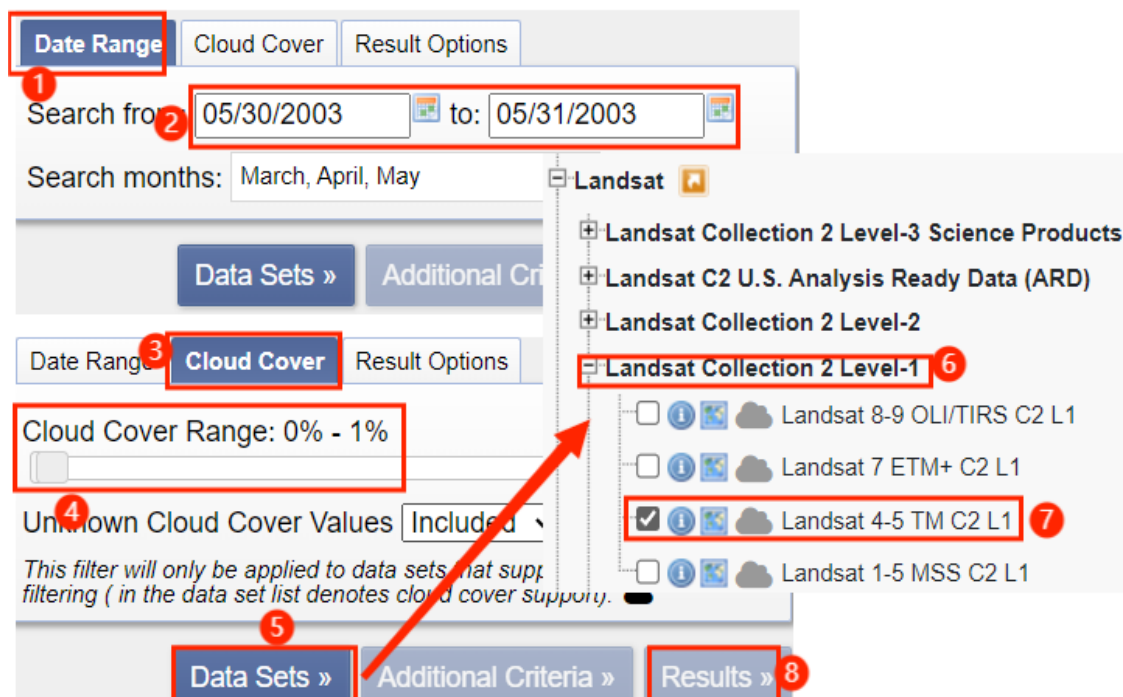 Date Range Cloud Cover Result Options
1
Search from: 2 05/30/2003 to: 05/31/2003
Search months: March, April, May
Data Sets » Additional Cri
Landsat
Landsat Collection 2 Level-3 Science Products
Landsat C2 U.S. Analysis Ready Data (ARD)
Landsat Collection 2 Level-2
Landsat Collection 2 Level-1 6
Landsat 8-9 OLI/TIRS C2 L1
Landsat 7 ETM+ C2 L1
Landsat 4-5 TM C2 L1 7
Landsat 1-5 MSS C2 L1
Date Range 3 Cloud Cover Result Options
Cloud Cover Range: 0% - 1%
4
Unknown Cloud Cover Values Included
This filter will only be applied to data sets that supp
filtering ( in the data set list denotes cloud cover support).
5
Data Sets » Additional Criteria » Results » 8